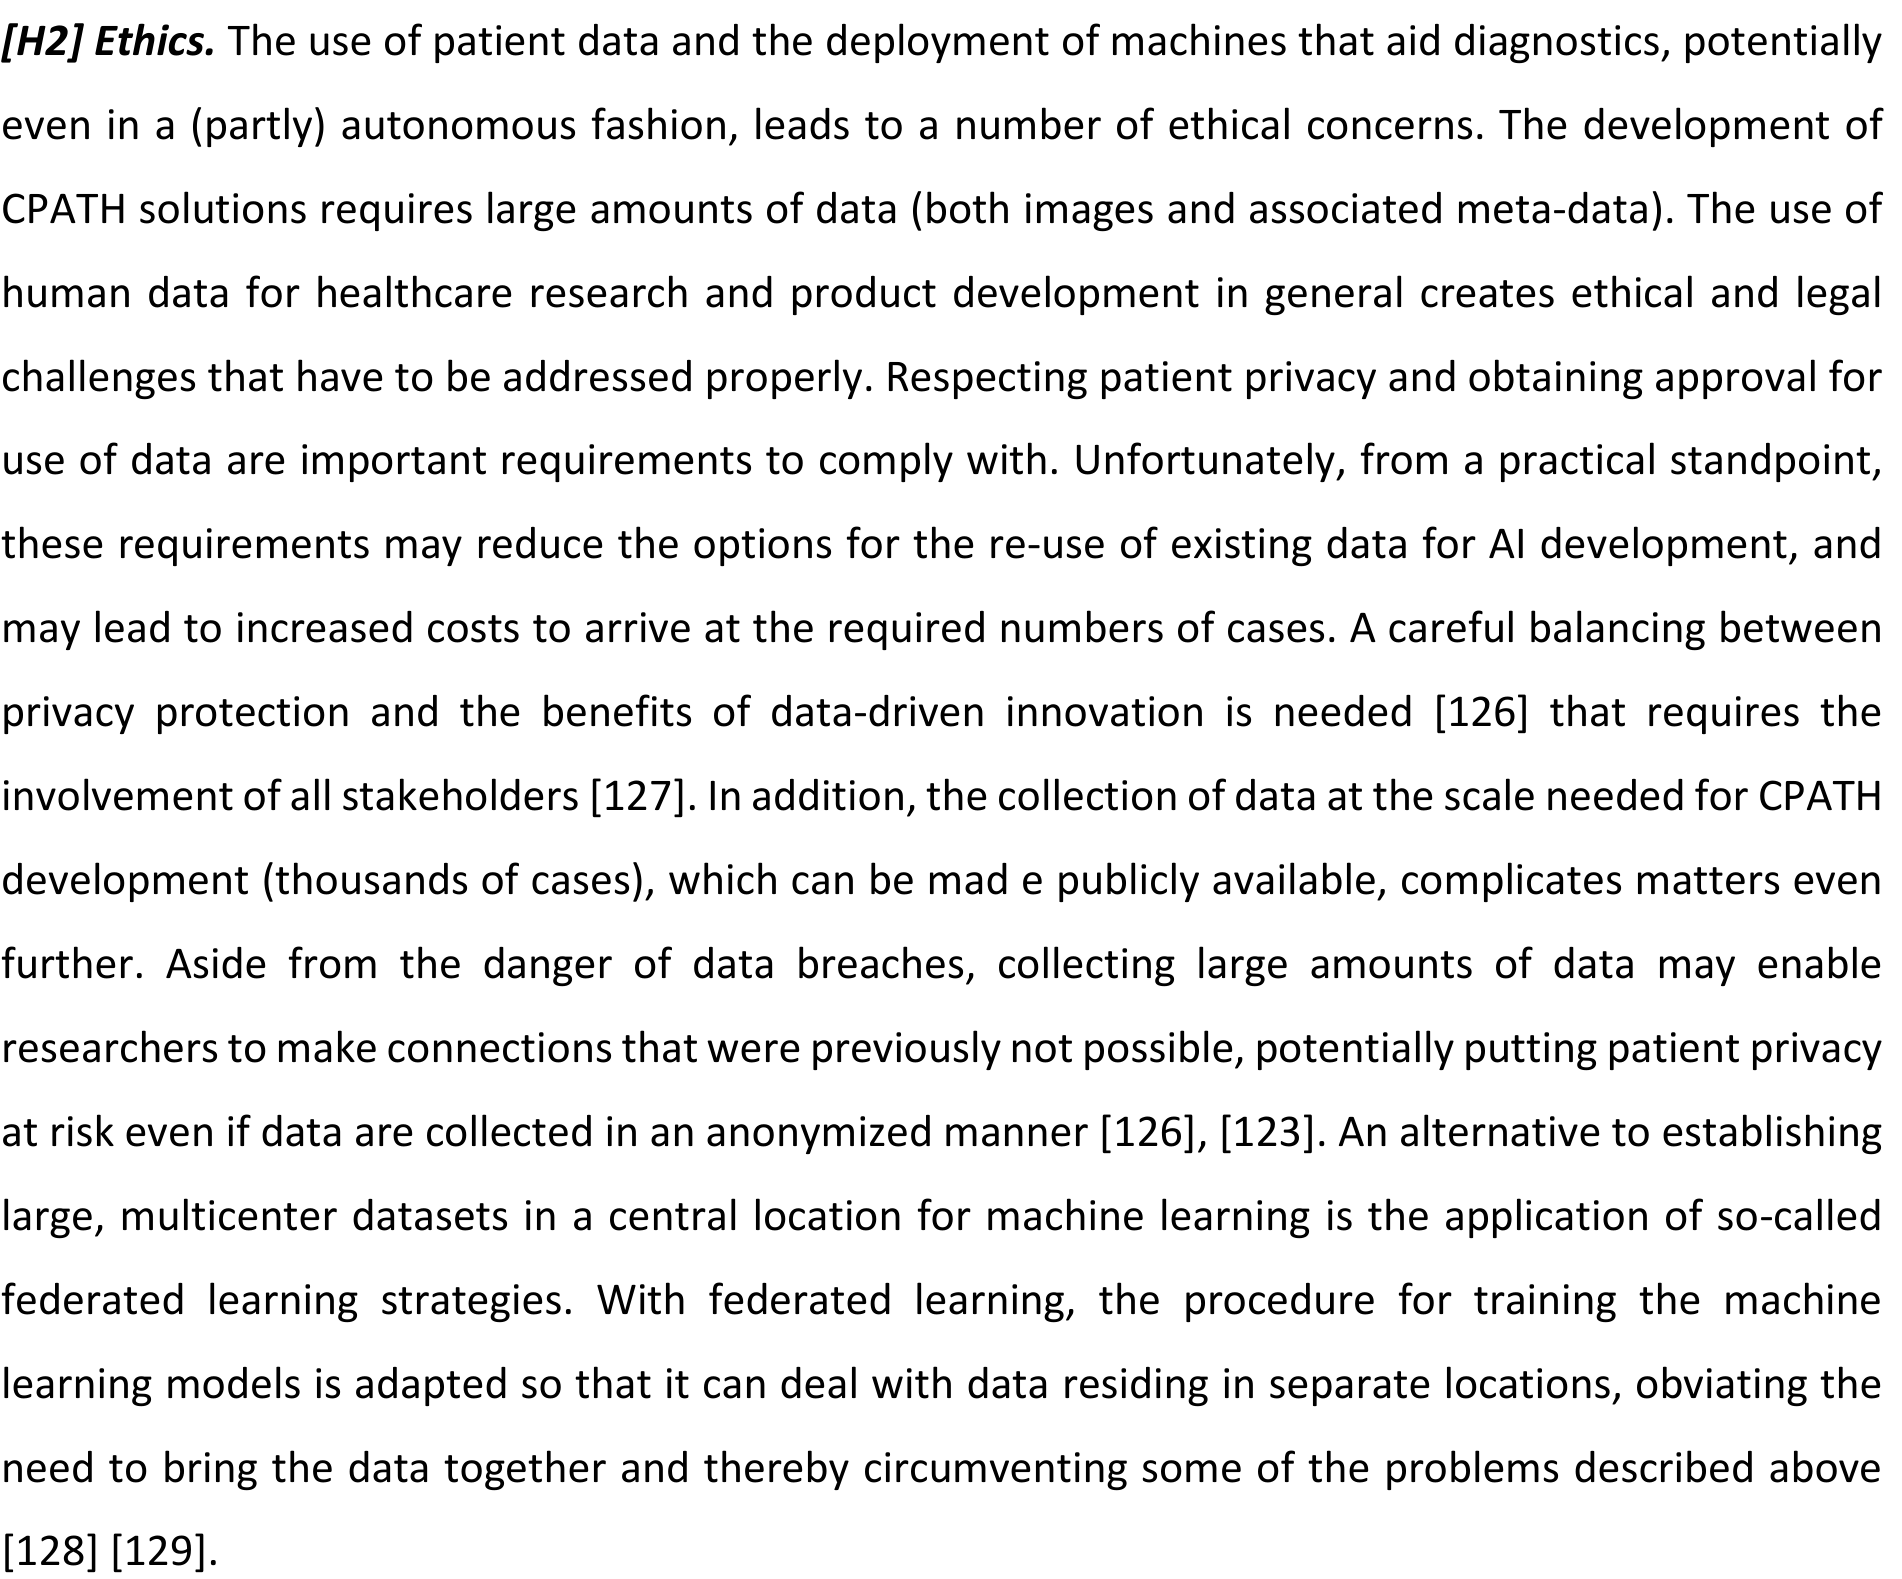 [H2] Ethics. The use of patient data and the deployment of machines that aid diagnostics, potentially
even in a (partly) autonomous fashion, leads to a number of ethical concerns. The development of
CPATH solutions requires large amounts of data (both images and associated meta-data). The use of
human data for healthcare research and product development in general creates ethical and legal
challenges that have to be addressed properly. Respecting patient privacy and obtaining approval for
use of data are important requirements to comply with. Unfortunately, from a practical standpoint,
these requirements may reduce the options for the re-use of existing data for AI development, and
may lead to increased costs to arrive at the required numbers of cases. A careful balancing between
privacy protection and the benefits of data-driven innovation is needed [126] that requires the
involvement of all stakeholders [127]. In addition, the collection of data at the scale needed for CPATH
development (thousands of cases), which can be mad e publicly available, complicates matters even
further. Aside from the danger of data breaches, collecting large amounts of data may enable
researchers to make connections that were previously not possible, potentially putting patient privacy
at risk even if data are collected in an anonymized manner [126], [123]. An alternative to establishing
large, multicenter datasets in a central location for machine learning is the application of so-called
federated learning strategies. With federated learning, the procedure for training the machine
learning models is adapted so that it can deal with data residing in separate locations, obviating the
need to bring the data together and thereby circumventing some of the problems described above
[128] [129].